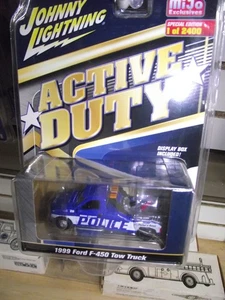 JOHNNY
LIGHTNING
MiJo
Exclusives
SPECIAL EDITION
1 of 2400
ACTIVE
DUTY
DISPLAY BOX
INCLUDED!
POLICE
1999 Ford F-450 Tow Truck